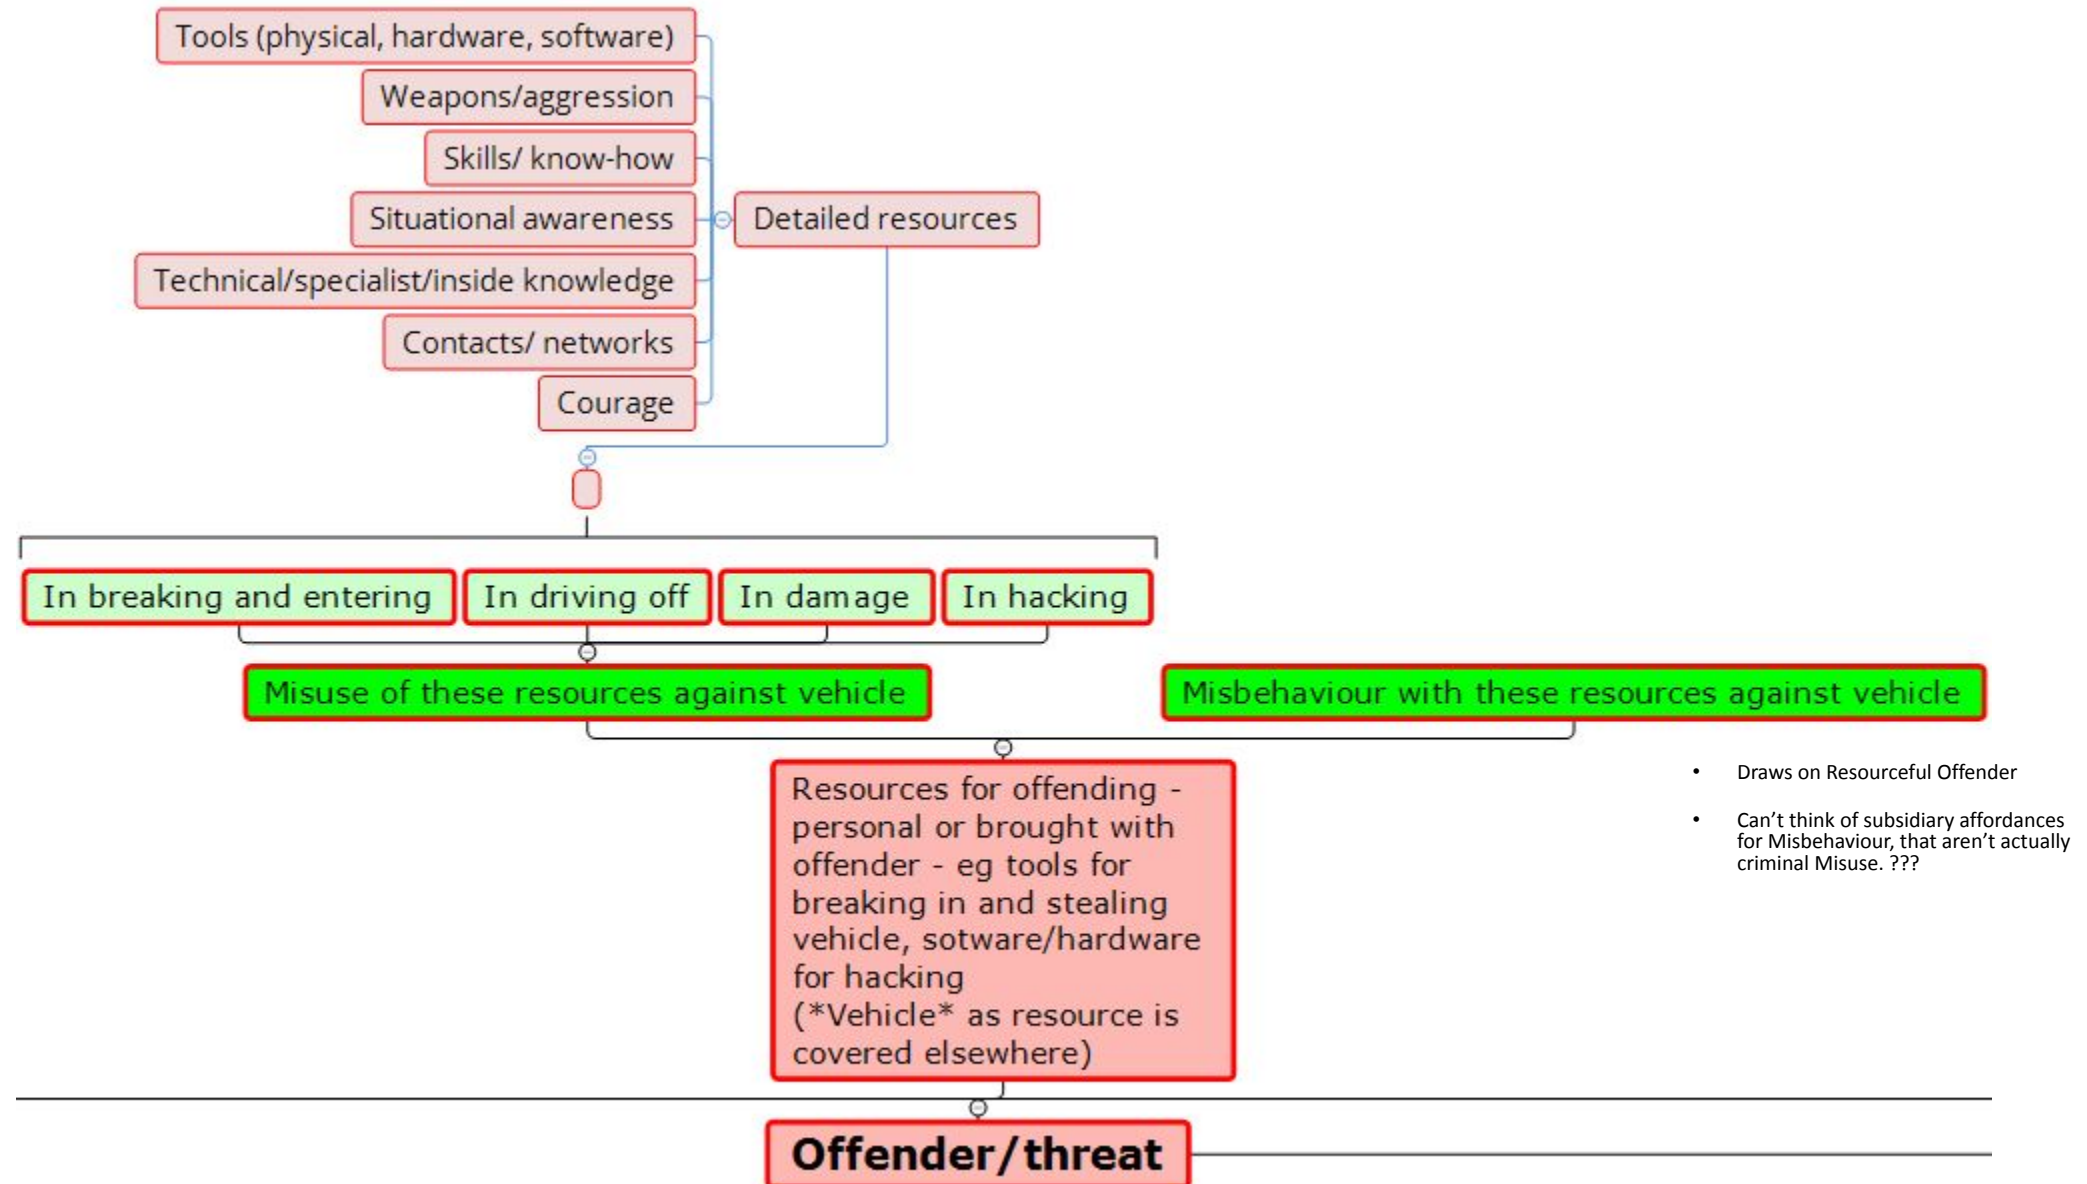 Tools (physical, hardware, software)
Weapons/aggression
Skills/ know-how
Situational awareness
Detailed resources
Technical/specialist/inside knowledge
Contacts/ networks
Courage
In breaking and entering
In driving off
In damage
In hacking
Misuse of these resources against vehicle
Misbehaviour with these resources against vehicle
Resources for offending -
personal or brought with
offender - eg tools for
breaking in and stealing
vehicle, sotware/hardware
for hacking
(*Vehicle* as resource is
covered elsewhere)
• Draws on Resourceful Offender
• Can’t think of subsidiary affordances
for Misbehaviour, that aren’t actually
criminal Misuse. ???
Offender/threat